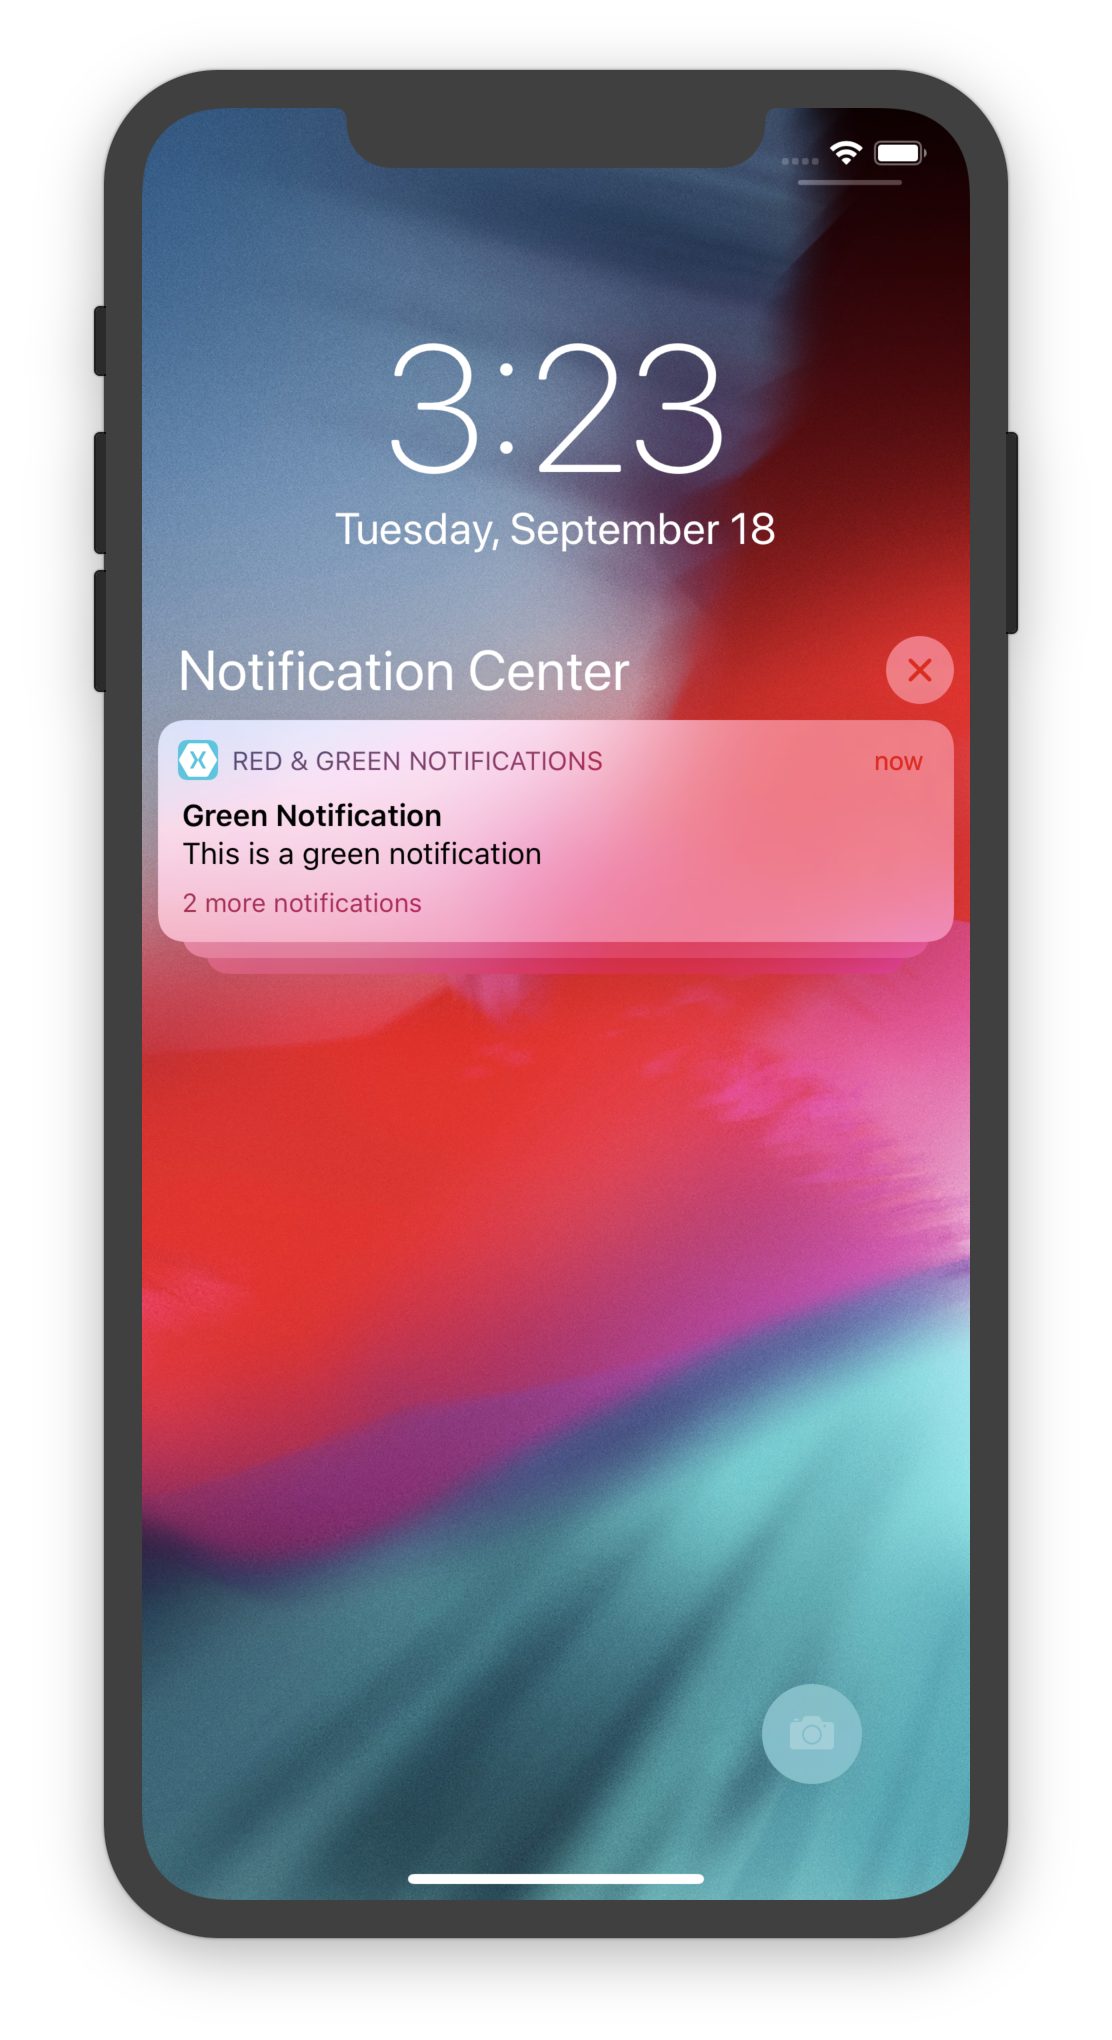 3:23
Tuesday, September 18
Notification Center
RED & GREEN NOTIFICATIONS
now
Green Notification
This is a green notification
2 more notifications